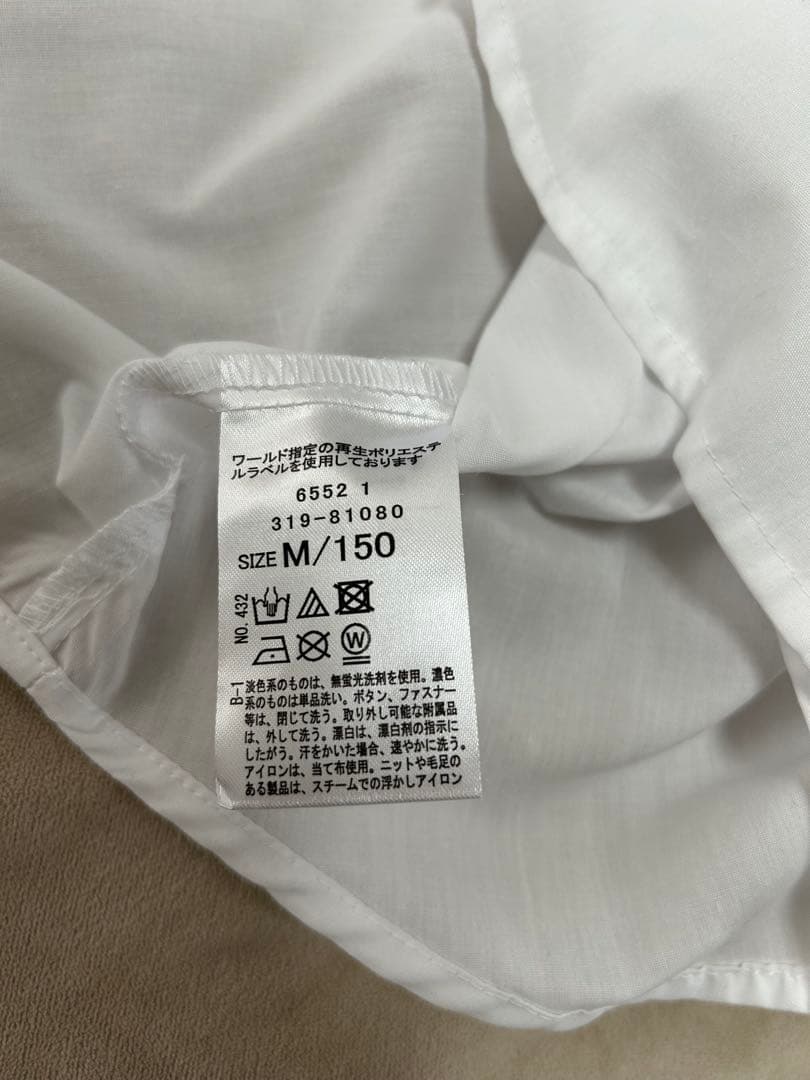 ワールド指定の再生ポリエステ
ルラベルを使用しております
6552 1
319-81080
SIZE M/150
NO. 432
W
B-1
淡色系のものは、無蛍光洗剤を使用。濃色
系のものは単品洗い。ボタン、ファスナー
等は、閉じて洗う。取り外し可能な附属品
は、外して洗う。漂白は、漂白剤の指示に
したがう。汗をかいた場合、速やかに洗う。
アイロンは、当て布使用。ニットや毛足の
ある製品は、スチームでの浮かしアイロン